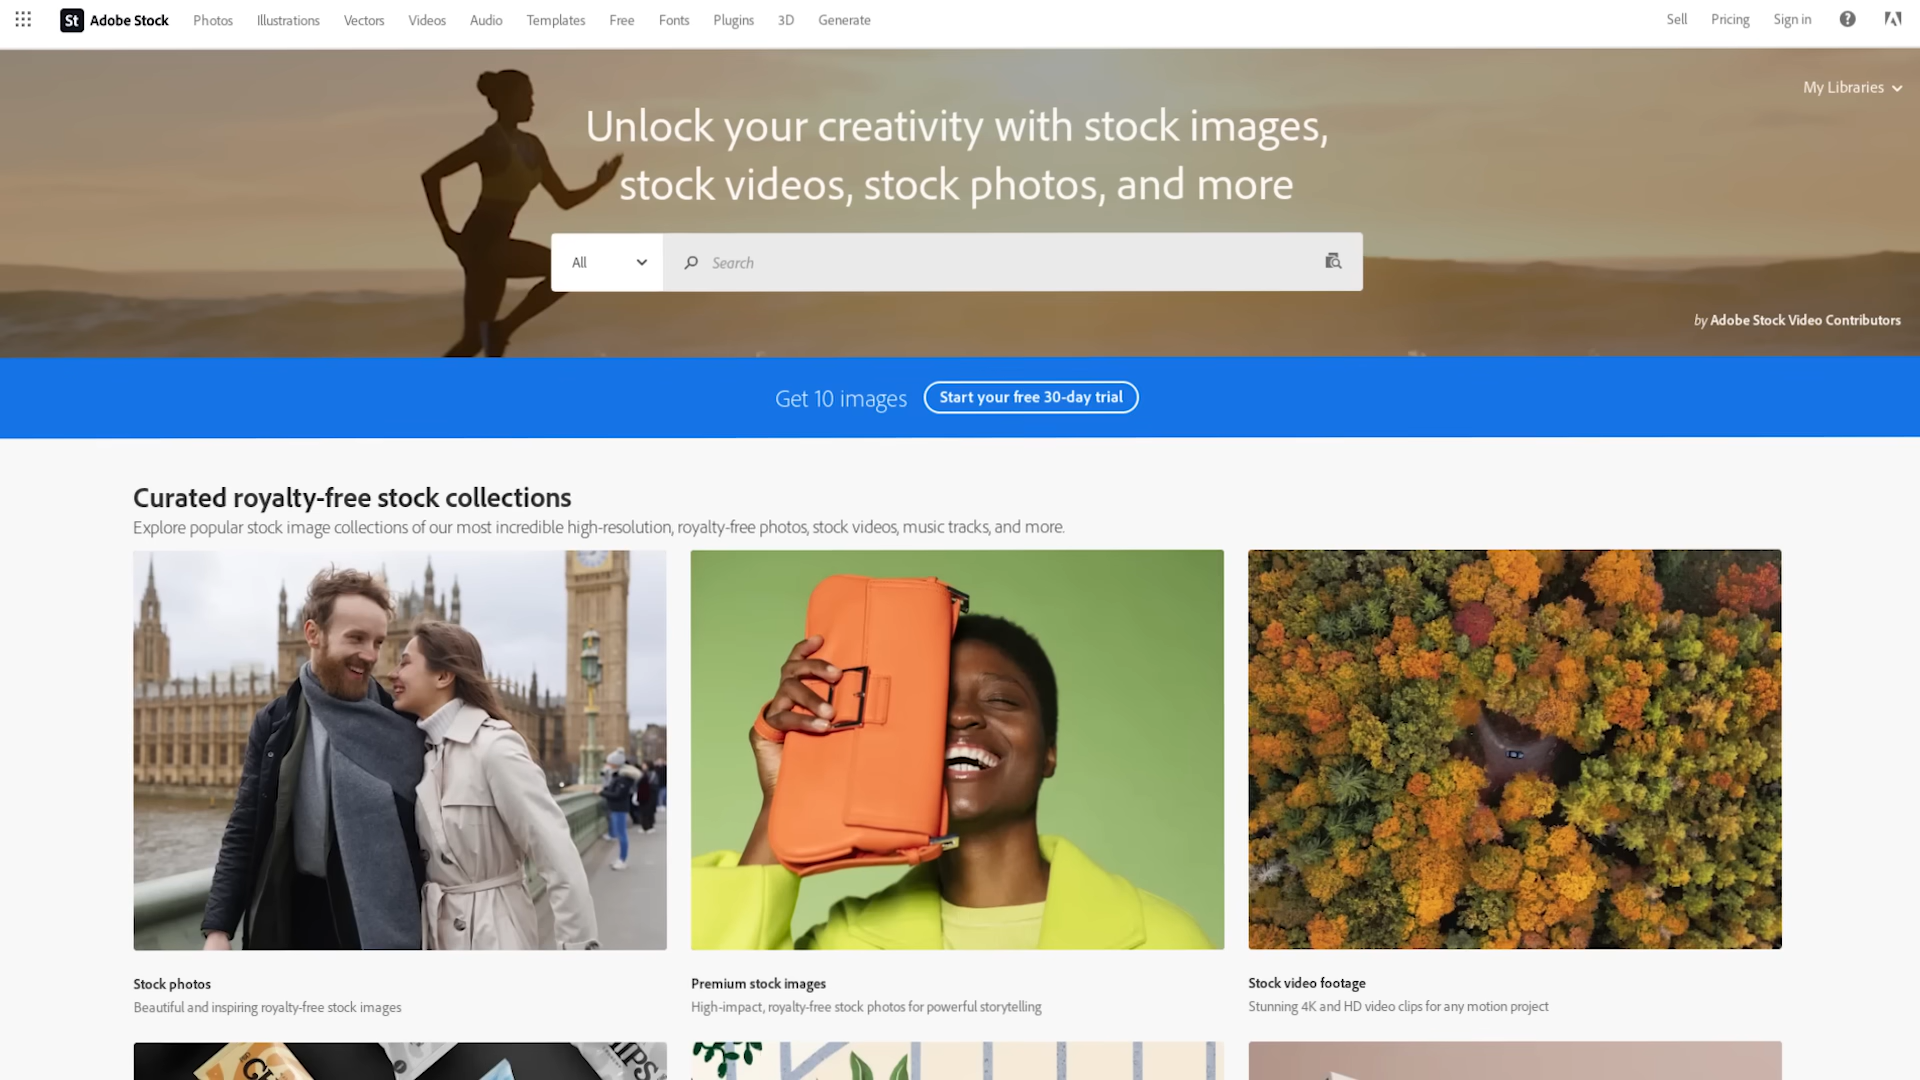 St Adobe Stock Photos Illustrations Vectors Videos Audio Templates Free Fonts Plugins 3D Generate Sell Pricing Sign in ?
My Libraries
Unlock your creativity with stock images,
stock videos, stock photos, and more
All Search
by Adobe Stock Video Contributors
Get 10 images Start your free 30-day trial
Curated royalty-free stock collections
Explore popular stock image collections of our most incredible high-resolution, royalty-free photos, stock videos, music tracks, and more.
Stock photos
Beautiful and inspiring royalty-free stock images
Premium stock images
High-impact, royalty-free stock photos for powerful storytelling
Stock video footage
Stunning 4K and HD video clips for any motion project